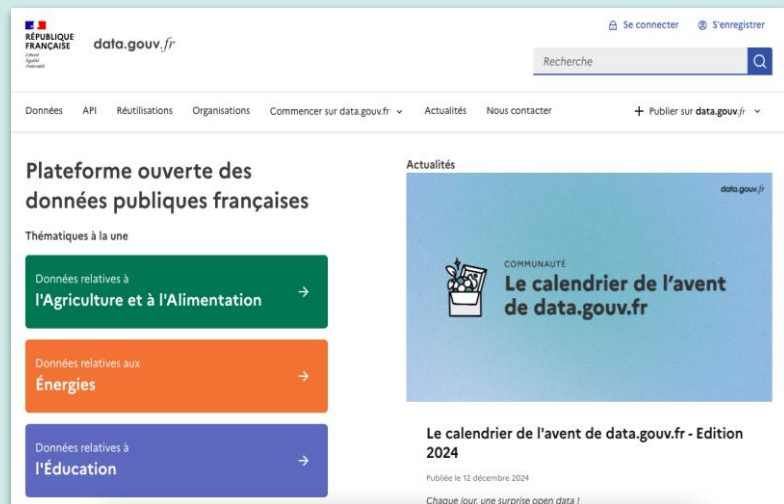 RÉPUBLIQUE
FRANÇAISE
Liberté
Égalité
Fraternité
data.gouv.fr
Se connecter
S'enregistrer
Recherche
Données
API
Réutilisations
Organisations
Commencer sur data.gouv.fr
Actualités
Nous contacter
+ Publier sur data.gouv.fr
Plateforme ouverte des
données publiques françaises
Thématiques à la une
Données relatives à
l'Agriculture et à l'Alimentation
Données relatives aux
Énergies
Données relatives à
l'Éducation
Actualités
data.gouv.fr
COMMUNAUTÉ
Le calendrier de l'avent
de data.gouv.fr
Le calendrier de l'avent de data.gouv.fr - Edition
2024
Publiée le 12 décembre 2024
Chaque jour, une surprise open data !